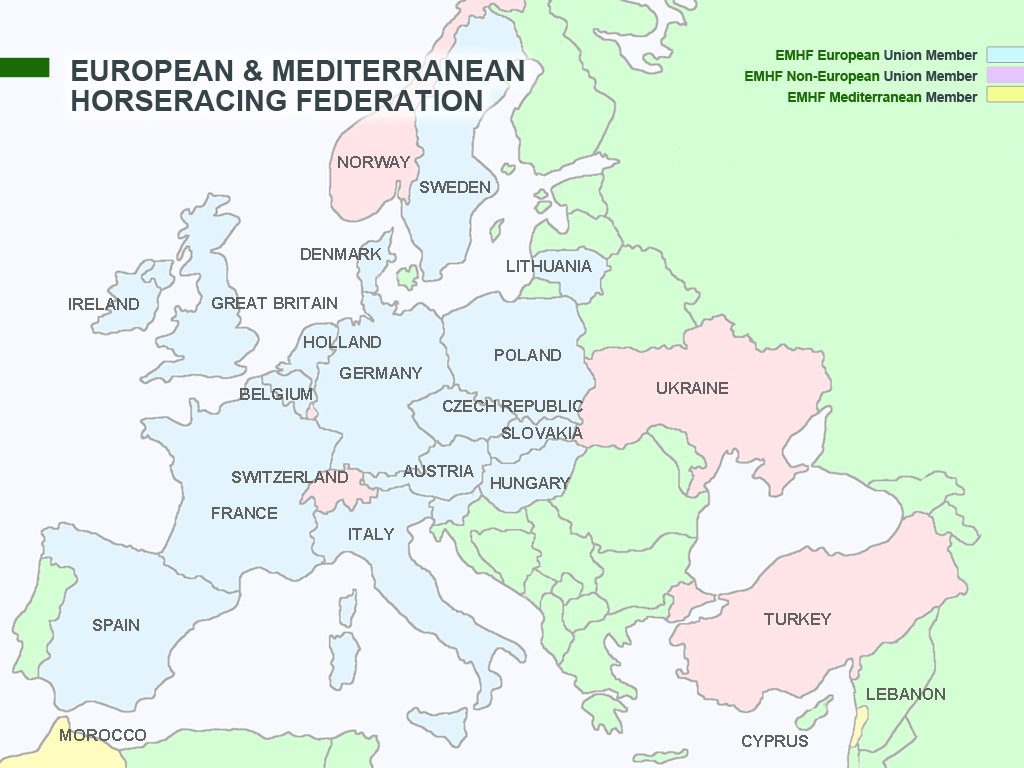 EUROPEAN & MEDITERRANEAN
HORSERACING FEDERATION
EMHF European Union Member
EMHF Non-European Union Member
EMHF Mediterranean Member
NORWAY
SWEDEN
DENMARK
LITHUANIA
IRELAND
GREAT BRITAIN
HOLLAND
POLAND
GERMANY
UKRAINE
BELGIUM
CZECH REPUBLIC
SLOVAKIA
AUSTRIA
SWITZERLAND
HUNGARY
FRANCE
ITALY
SPAIN
TURKEY
LEBANON
MOROCCO
CYPRUS